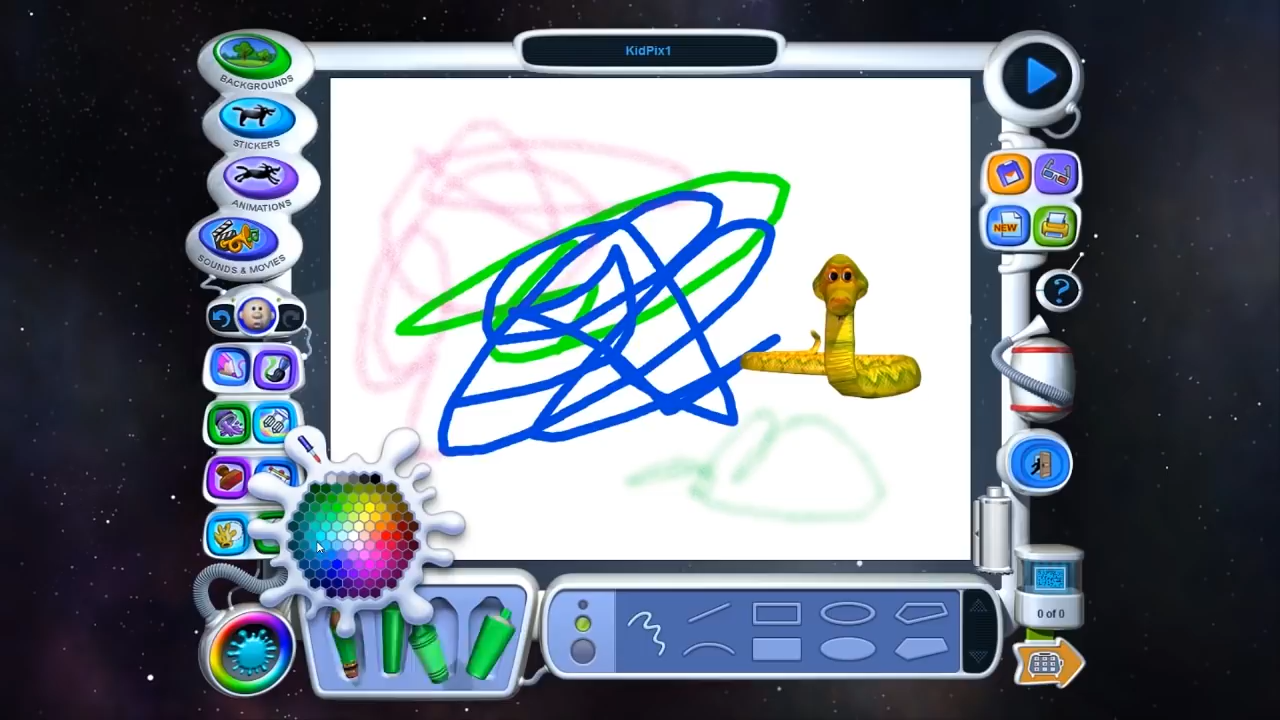 KidPix1
BACKGROUNDS
STICKERS
ANIMATIONS
SOUNDS & MOVIES
NEW
?
0 of 0